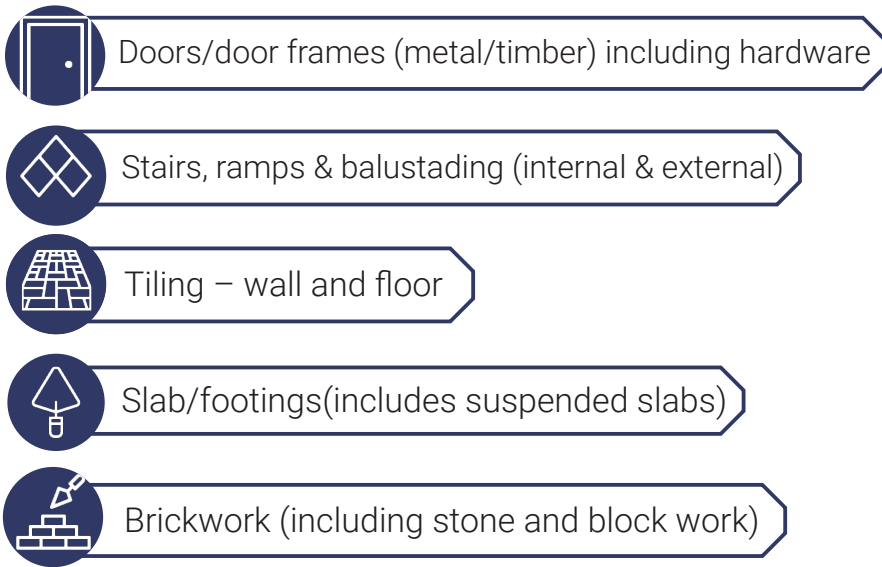 Doors/door frames (metal/timber) including hardware
Stairs, ramps & balustading (internal & external)
Tiling – wall and floor
Slab/footings(includes suspended slabs)
Brickwork (including stone and block work)